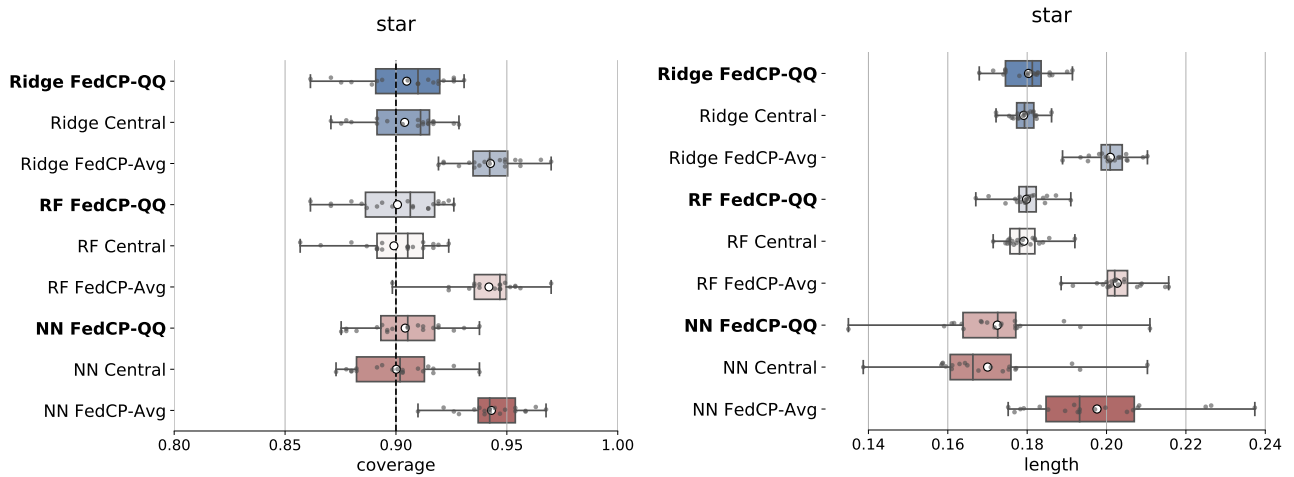 star
Ridge FedCP-QQ
Ridge Central
Ridge FedCP-Avg
RF FedCP-QQ
RF Central
RF FedCP-Avg
NN FedCP-QQ
NN Central
NN FedCP-Avg
0.80 0.85 0.90 0.95 1.00
coverage
star
Ridge FedCP-QQ
Ridge Central
Ridge FedCP-Avg
RF FedCP-QQ
RF Central
RF FedCP-Avg
NN FedCP-QQ
NN Central
NN FedCP-Avg
0.14 0.16 0.18 0.20 0.22 0.24
length